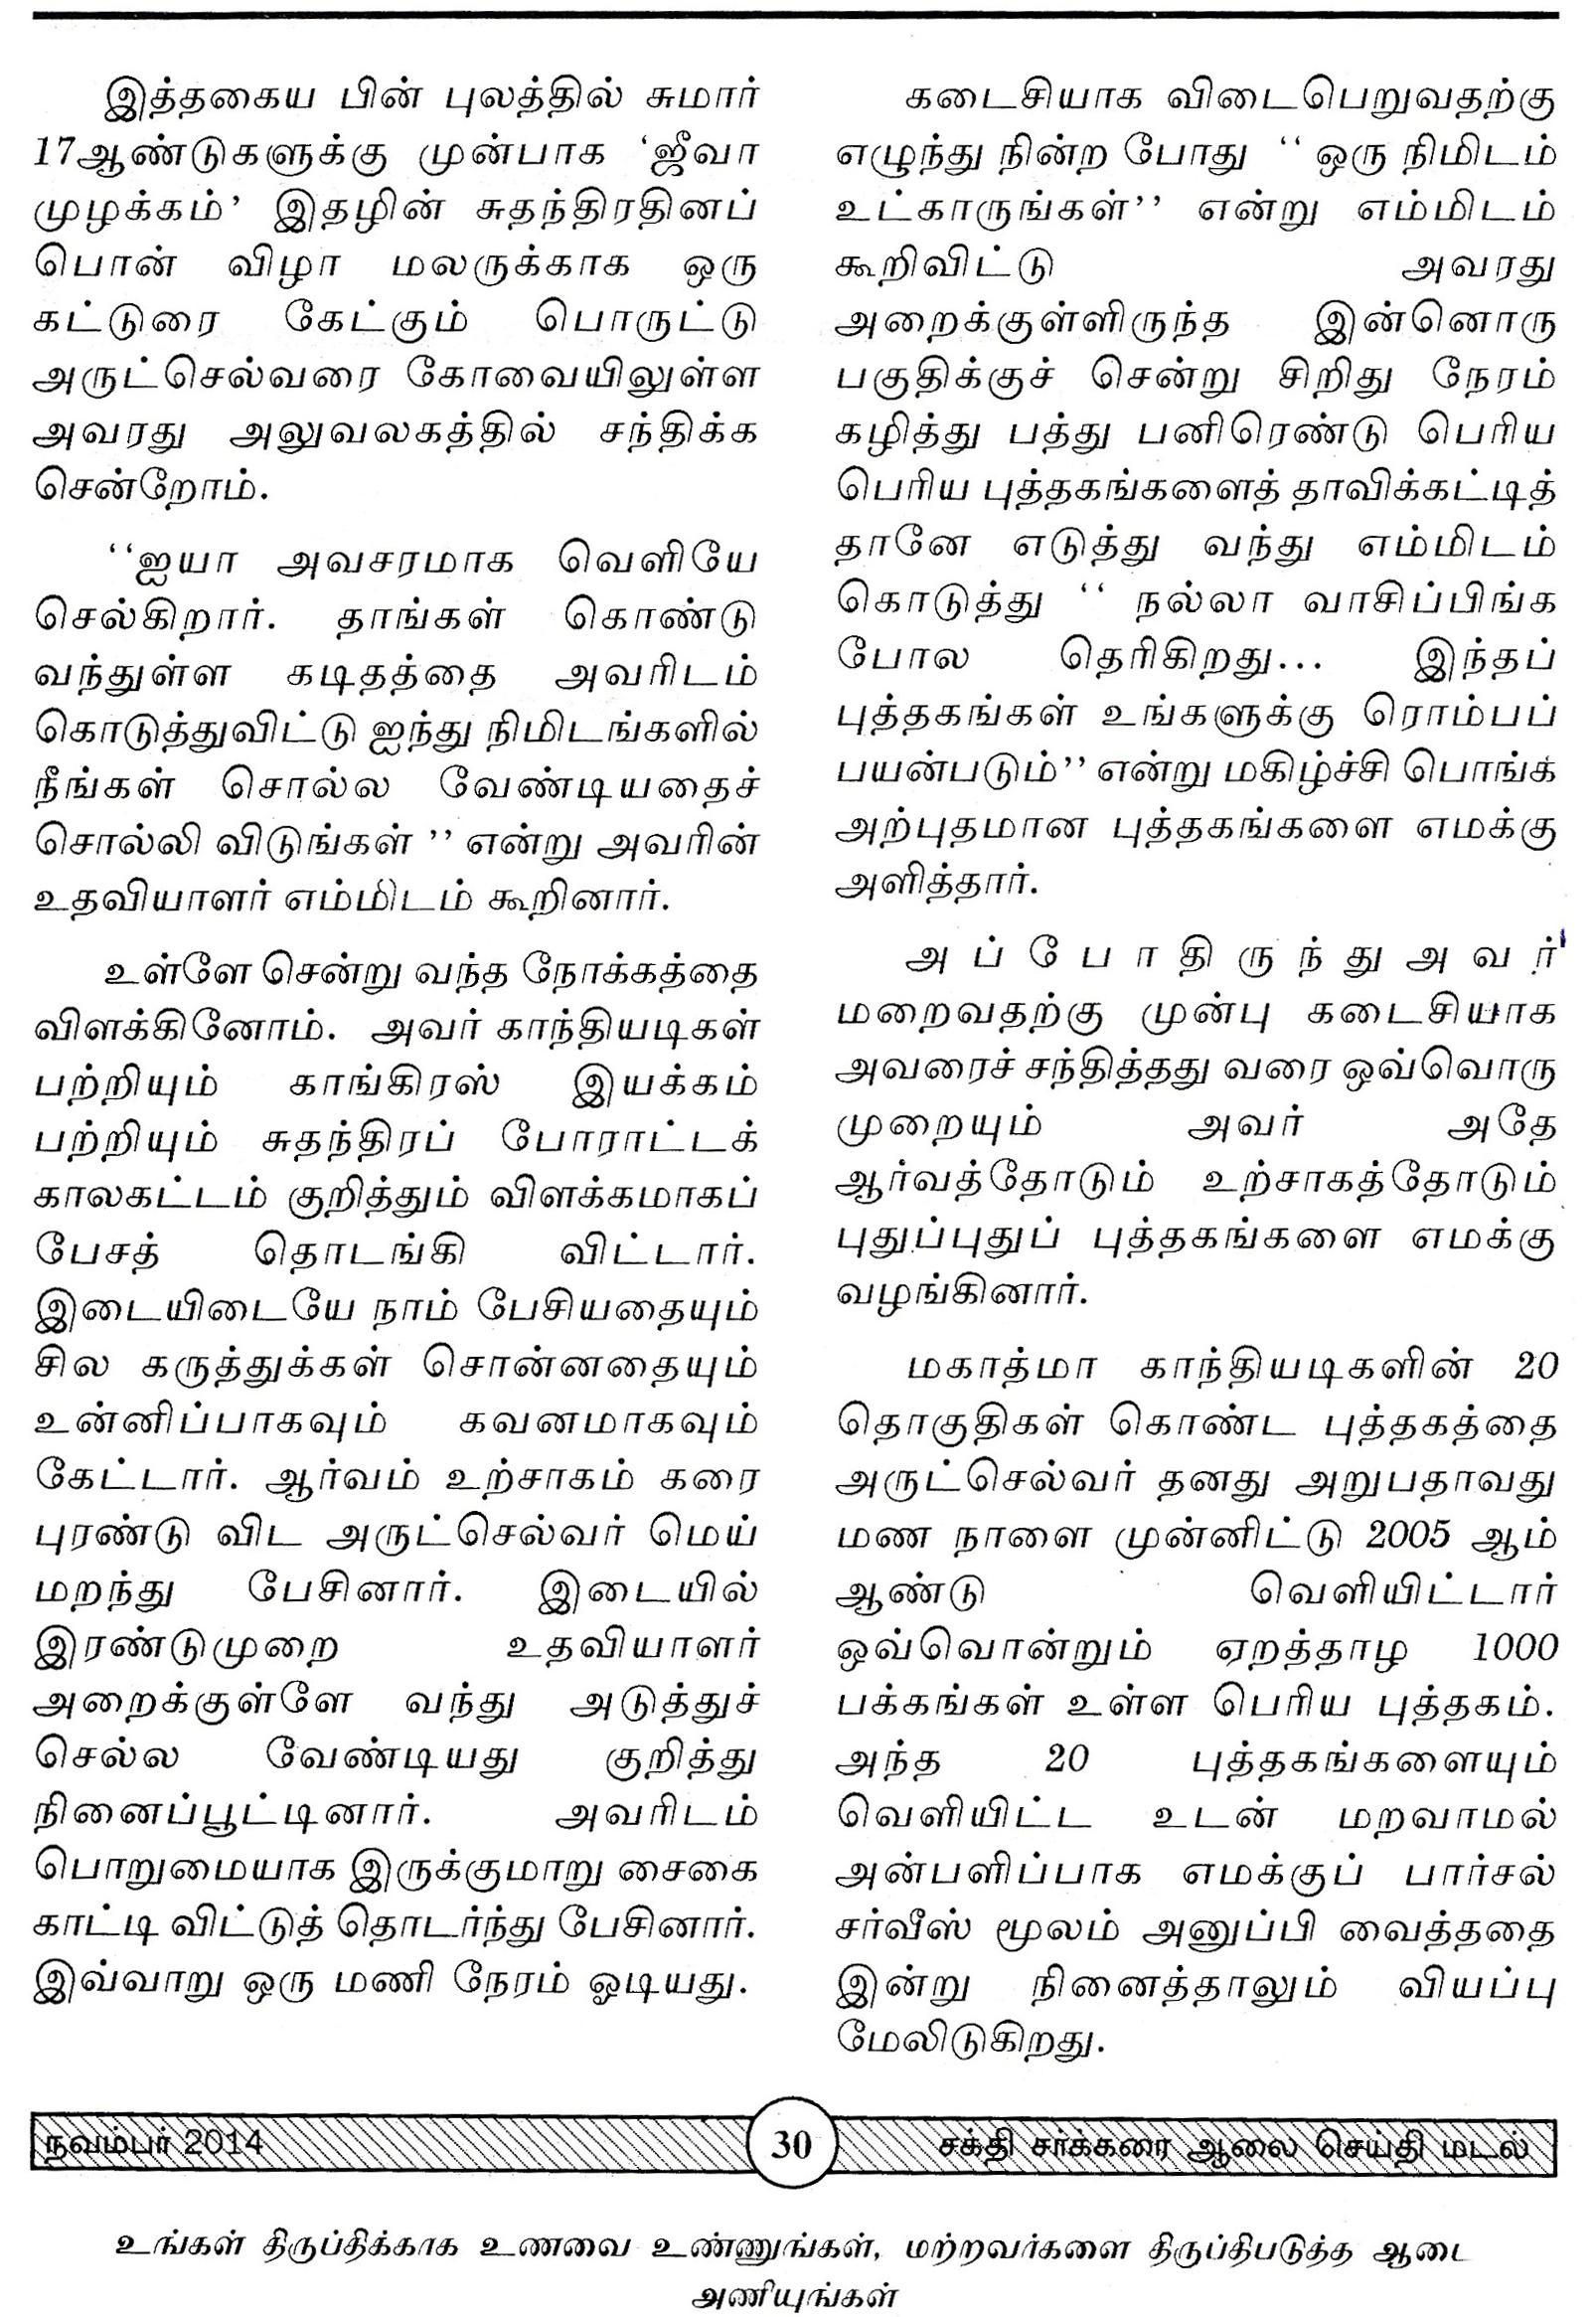 இத்தகைய பின் புலத்தில் சுமார்
17ஆண்டுகளுக்கு முன்பாக ‘ஜீவா
முழக்கம்’ இதழின் சுதந்திரதினப்
பொன் விழா மலருக்காக ஒரு
கட்டுரை கேட்கும் பொருட்டு
அருட்செல்வரை கோவையிலுள்ள
அவரது அலுவலகத்தில் சந்திக்க
சென்றோம்.
‘‘ஐயா அவசரமாக வெளியே
செல்கிறார். தாங்கள் கொண்டு
வந்துள்ள கடிதத்தை அவரிடம்
கொடுத்துவிட்டு ஐந்து நிமிடங்களில்
நீங்கள் சொல்ல வேண்டியதைச்
சொல்லி விடுங்கள் ’’ என்று அவரின்
உதவியாளர் எம்மிடம் கூறினார்.
உள்ளே சென்று வந்த நோக்கத்தை
விளக்கினோம். அவர் காந்தியடிகள்
பற்றியும் காங்கிரஸ் இயக்கம்
பற்றியும் சுதந்திரப் போராட்டக்
காலகட்டம் குறித்தும் விளக்கமாகப்
பேசத் தொடங்கி விட்டார்.
இடையிடையே நாம் பேசியதையும்
சில கருத்துக்கள் சொன்னதையும்
உன்னிப்பாகவும் கவனமாகவும்
கேட்டார். ஆர்வம் உற்சாகம் கரை
புரண்டு விட அருட்செல்வர் மெய்
மறந்து பேசினார். இடையில்
இரண்டுமுறை உதவியாளர்
அறைக்குள்ளே வந்து அடுத்துச்
செல்ல வேண்டியது குறித்து
நினைப்பூட்டினார். அவரிடம்
பொறுமையாக இருக்குமாறு சைகை
காட்டி விட்டுத் தொடர்ந்து பேசினார்.
இவ்வாறு ஒரு மணி நேரம் ஓடியது.
கடைசியாக விடைபெறுவதற்கு
எழுந்து நின்ற போது ‘‘ ஒரு நிமிடம்
உட்காருங்கள்’’ என்று எம்மிடம்
கூறிவிட்டு அவரது
அறைக்குள்ளிருந்த இன்னொரு
பகுதிக்குச் சென்று சிறிது நேரம்
கழித்து பத்து பனிரெண்டு பெரிய
பெரிய புத்தகங்களைத் தாவிக்கட்டித்
தானே எடுத்து வந்து எம்மிடம்
கொடுத்து ‘‘ நல்லா வாசிப்பிங்க
போல தெரிகிறது... இந்தப்
புத்தகங்கள் உங்களுக்கு ரொம்பப்
பயன்படும்’’ என்று மகிழ்ச்சி பொங்க
அற்புதமான புத்தகங்களை எமக்கு
அளித்தார்.
அப்போதிருந்து அவர்
மறைவதற்கு முன்பு கடைசியாக
அவரைச் சந்தித்தது வரை ஒவ்வொரு
முறையும் அவர் அதே
ஆர்வத்தோடும் உற்சாகத்தோடும்
புதுப்புதுப் புத்தகங்களை எமக்கு
வழங்கினார்.
மகாத்மா காந்தியடிகளின் 20
தொகுதிகள் கொண்ட புத்தகத்தை
அருட்செல்வர் தனது அறுபதாவது
மண நாளை முன்னிட்டு 2005 ஆம்
ஆண்டு வெளியிட்டார்
ஒவ்வொன்றும் ஏறத்தாழ 1000
பக்கங்கள் உள்ள பெரிய புத்தகம்.
அந்த 20 புத்தகங்களையும்
வெளியிட்ட உடன் மறவாமல்
அன்பளிப்பாக எமக்குப் பார்சல்
சர்வீஸ் மூலம் அனுப்பி வைத்ததை
இன்று நினைத்தாலும் வியப்பு
மேலிடுகிறது.
நவம்பர் 2014 30 சக்தி சர்க்கரை ஆலை செய்தி மடல்
உங்கள் திருப்திக்காக உணவை உண்ணுங்கள், மற்றவர்களை திருப்திபடுத்த ஆடை
அணியுங்கள்